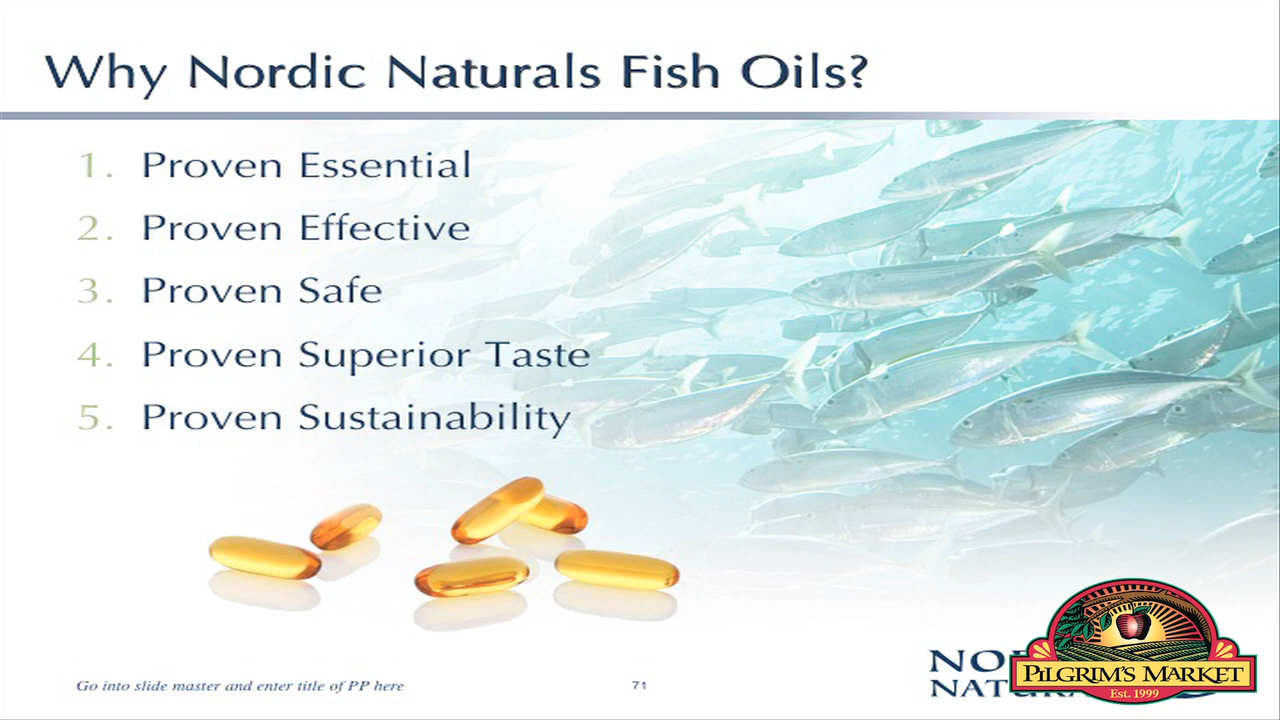 Why Nordic Naturals Fish Oils?
1. Proven Essential
2. Proven Effective
3. Proven Safe
4. Proven Superior Taste
5. Proven Sustainability
Go into slide master and enter title of PP here
71
PILGRIM'S MARKET
Est. 1999